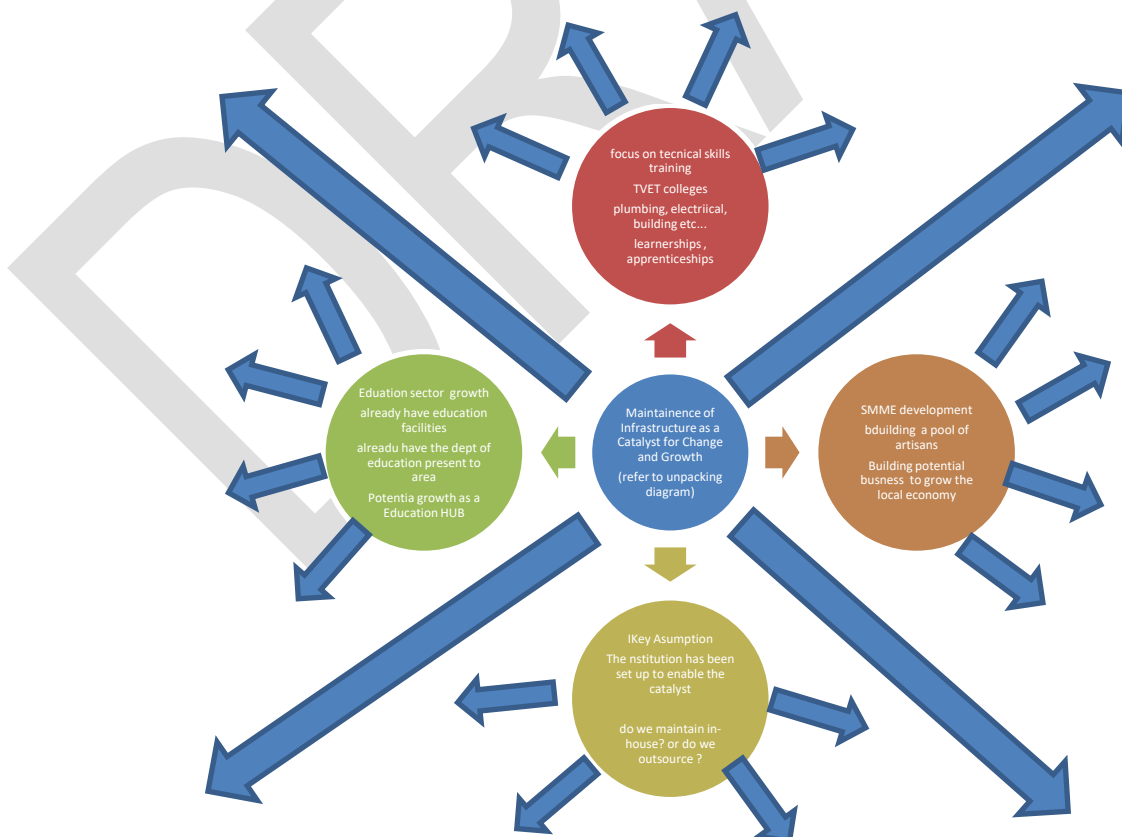 focus on tecnical skills
training
TVET colleges
plumbing, electriical,
building etc...
learnerships ,
apprenticeships
Eduation sector growth
already have education
facilities
alreadu have the dept of
education present to
area
Potentia growth as a
Education HUB
Maintainence of
Infrastructure as a
Catalyst for Change
and Growth
(refer to unpacking
diagram)
SMME development
bduilding a pool of
artisans
Building potential
busness to grow the
local economy
IKey Asumption
The nstitution has been
set up to enable the
catalyst
do we maintain in-
house? or do we
outsource ?